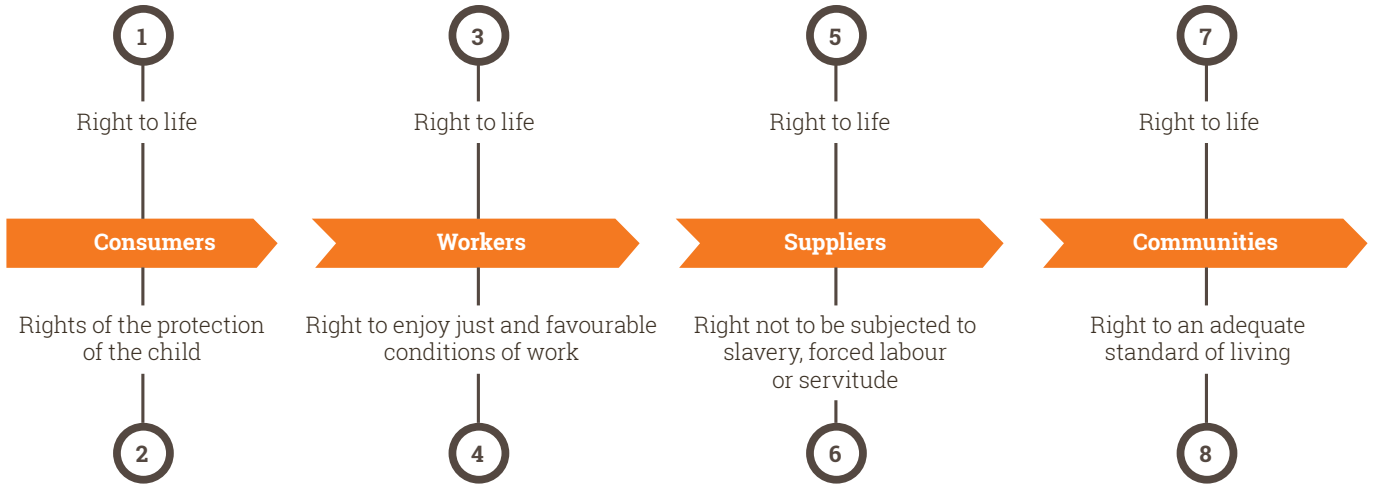 1
Right to life
Consumers
Rights of the protection
of the child
2
3
Right to life
Workers
Right to enjoy just and favourable
conditions of work
4
5
Right to life
Suppliers
Right not to be subjected to
slavery, forced labour
or servitude
6
7
Right to life
Communities
Right to an adequate
standard of living
8